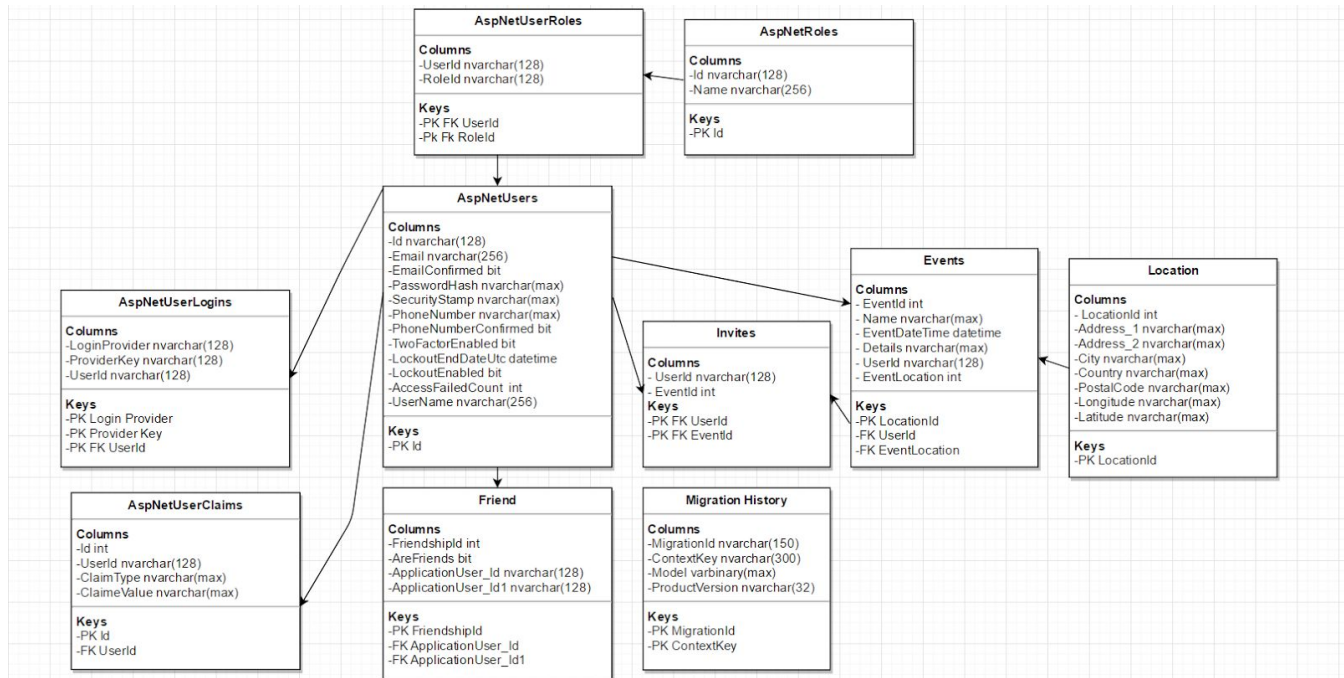 AspNetUserRoles
Columns
-UserId nvarchar(128)
-RoleId nvarchar(128)
Keys
-PK FK UserId
-Pk Fk RoleId
AspNetRoles
Columns
-Id nvarchar(128)
-Name nvarchar(256)
Keys
-PK Id
AspNetUsers
Columns
-Id nvarchar(128)
-Email nvarchar(256)
-EmailConfirmed bit
-PasswordHash nvarchar(max)
-SecurityStamp nvarchar(max)
-PhoneNumber nvarchar(max)
-PhoneNumberConfirmed bit
-TwoFactorEnabled bit
-LockoutEndDateUtc datetime
-LockoutEnabled bit
-AccessFailedCount int
-UserName nvarchar(256)
Keys
-PK Id
AspNetUserLogins
Columns
-LoginProvider nvarchar(128)
-ProviderKey nvarchar(128)
-UserId nvarchar(128)
Keys
-PK Login Provider
-PK Provider Key
-PK FK UserId
Invites
Columns
- UserId nvarchar(128)
- EventId int
Keys
-PK FK UserId
-PK FK EventId
Events
Columns
- EventId int
- Name nvarchar(max)
- EventDateTime datetime
- Details nvarchar(max)
- UserId nvarchar(128)
- EventLocation int
Keys
-PK LocationId
-FK UserId
-FK EventLocation
Location
Columns
- LocationId int
-Address_1 nvarchar(max)
-Address_2 nvarchar(max)
-City nvarchar(max)
-Country nvarchar(max)
-PostalCode nvarchar(max)
-Longitude nvarchar(max)
-Latitude nvarchar(max)
Keys
-PK LocationId
AspNetUserClaims
Columns
-Id int
-UserId nvarchar(128)
-ClaimType nvarchar(max)
-ClaimeValue nvarchar(max)
Keys
-PK Id
-FK UserId
Friend
Columns
-FriendshipId int
-AreFriends bit
-ApplicationUser_Id nvarchar(128)
-ApplicationUser_Id1 nvarchar(128)
Keys
-PK FriendshipId
-FK ApplicationUser_Id
-FK ApplicationUser_Id1
Migration History
Columns
-MigrationId nvarchar(150)
-ContextKey nvarchar(300)
-Model varbinary(max)
-ProductVersion nvarchar(32)
Keys
-PK MigrationId
-PK ContextKey